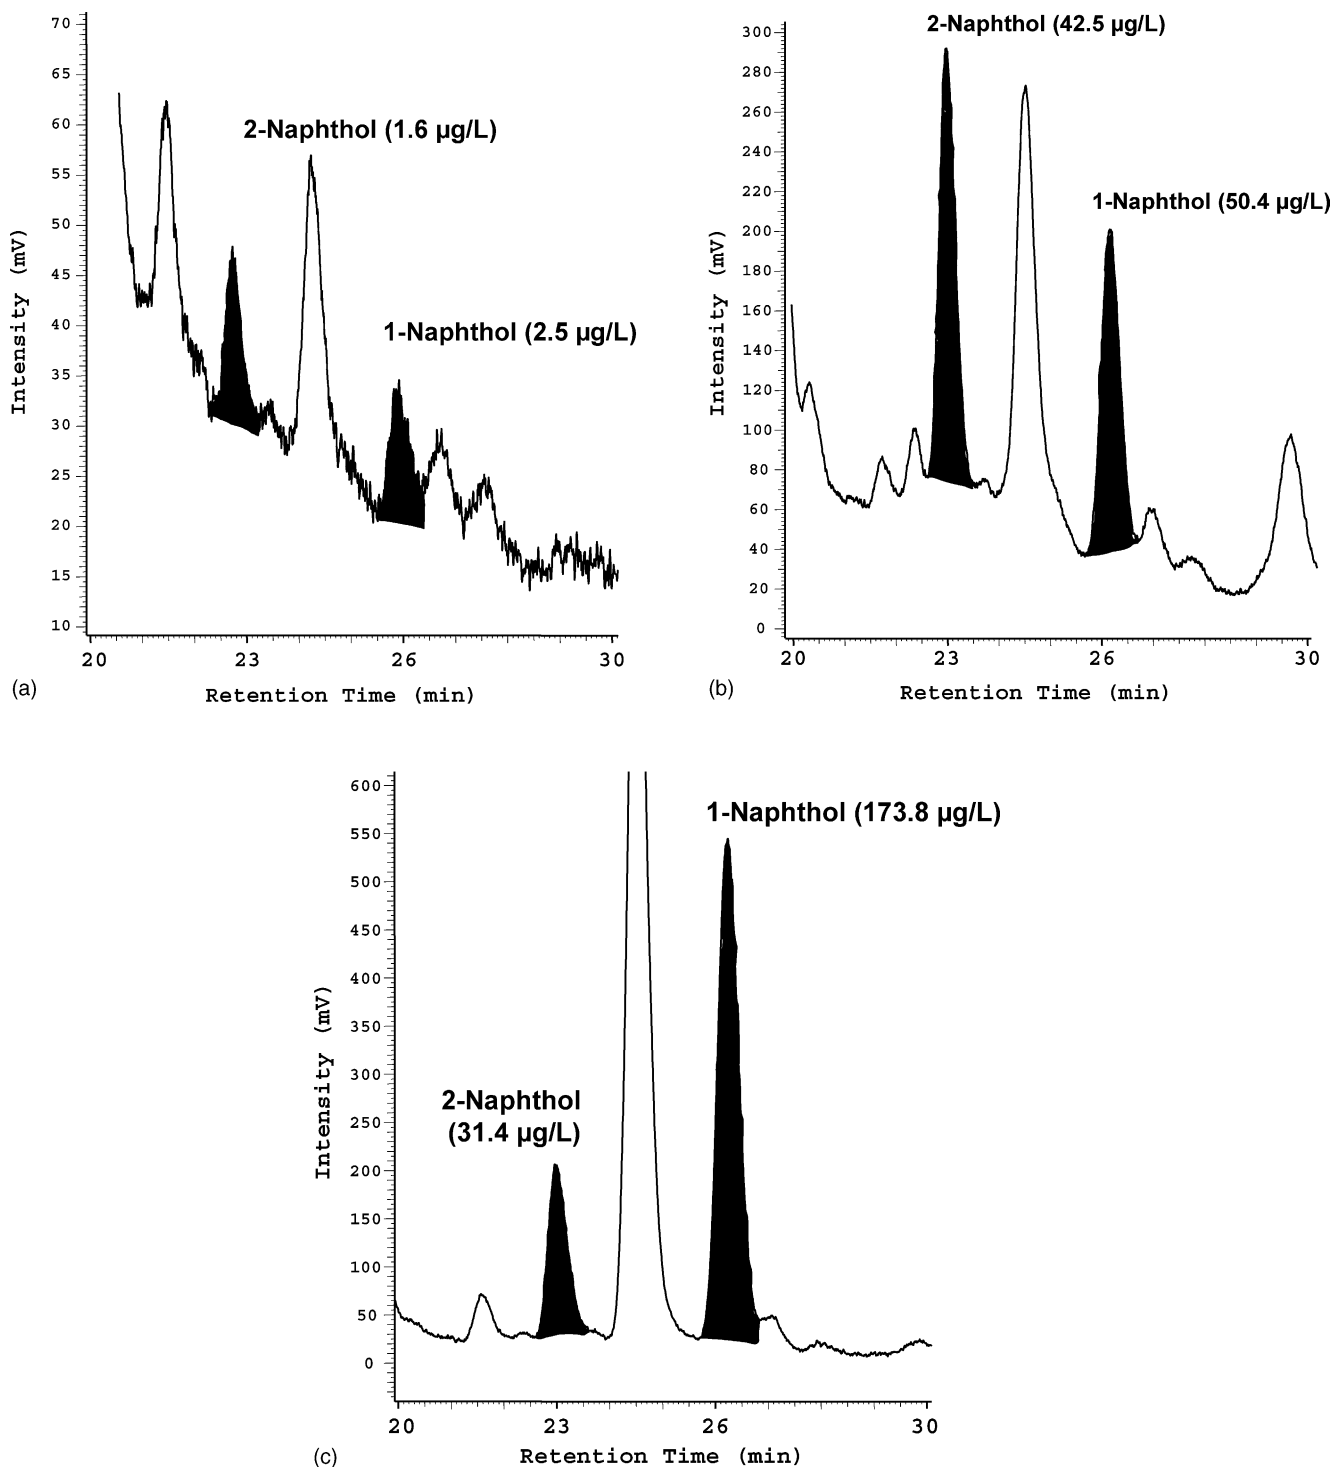 70
65
60
55
50
45
40
35
30
25
20
15
10
Intensity (mV)
2-Naphthol (1.6 µg/L)
1-Naphthol (2.5 µg/L)
20 23 26 30
Retention Time (min)
(a)
300
280
260
240
220
200
180
160
140
120
100
80
60
40
20
0
Intensity (mV)
2-Naphthol (42.5 µg/L)
1-Naphthol (50.4 µg/L)
20 23 26 30
Retention Time (min)
(b)
600
550
500
450
400
350
300
250
200
150
100
50
0
Intensity (mV)
1-Naphthol (173.8 µg/L)
2-Naphthol
(31.4 µg/L)
20 23 26 30
Retention Time (min)
(c)